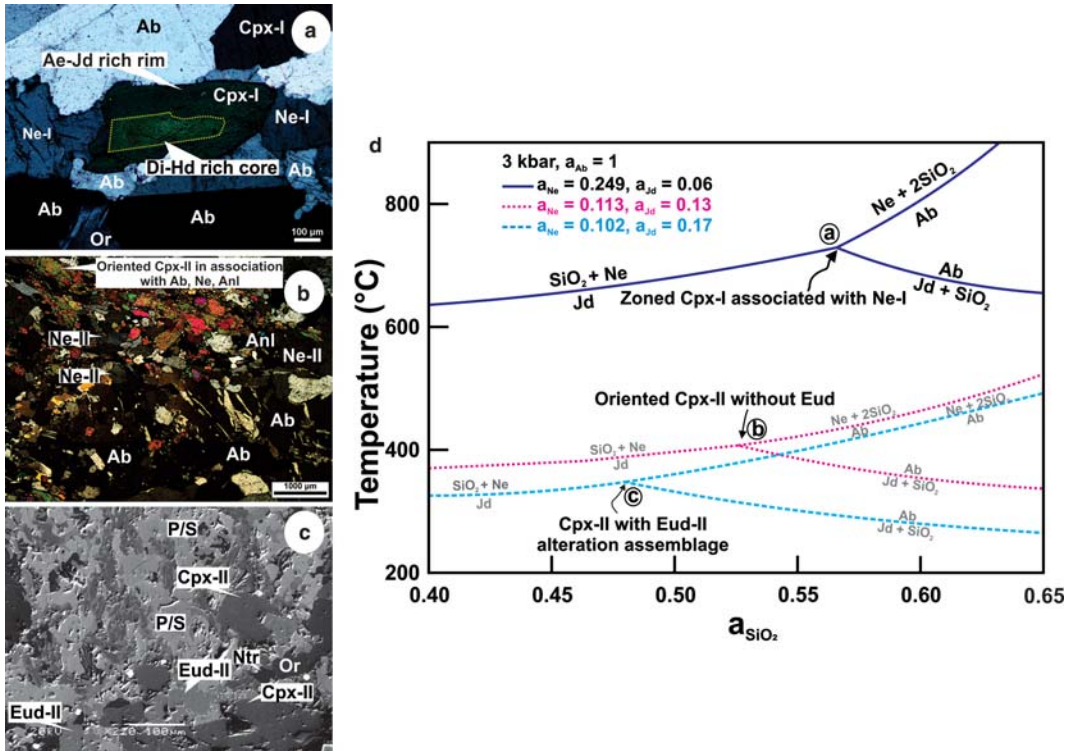 a
Ab
Cpx-I
Ae-Jd rich rim
Cpx-I
Ne-I
Ne-I
Di-Hd rich core
Ab
Ab
Ab
Ab
Or
100 µm
b
Oriented Cpx-II in association
with Ab, Ne, Anl
Ne-II
Anl
Ne-II
Ne-II
Ab
Ab
Ab
1000 µm
c
P/S
Cpx-II
P/S
Ntr
Or
Eud-II
Cpx-II
Eud-II
20kV X220 100µm
d
3 kbar, aAb = 1
aNe = 0.249, aJd = 0.06
aNe = 0.113, aJd = 0.13
aNe = 0.102, aJd = 0.17
Ne + 2SiO₂
Ab
a
SiO₂ + Ne
Jd
Ab
Jd + SiO₂
Zoned Cpx-I associated with Ne-I
Oriented Cpx-II without Eud
b
Ne + 2SiO₂
Ab
Ne + 2SiO₂
Ab
SiO₂ + Ne
Jd
Ab
Jd + SiO₂
SiO₂ + Ne
Jd
c
Ab
Jd + SiO₂
Cpx-II with Eud-II
alteration assemblage
Temperature (°C)
800
600
400
200
0.40 0.45 0.50 0.55 0.60 0.65
aSiO₂